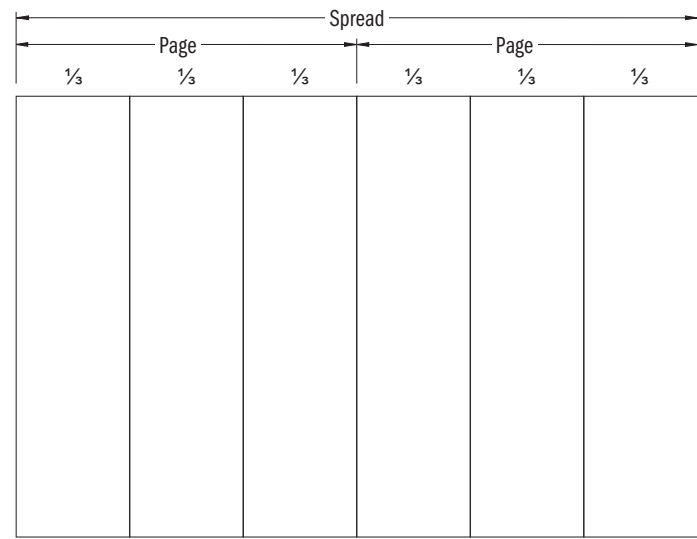 Spread
Page Page
⅓ ⅓ ⅓ ⅓ ⅓ ⅓